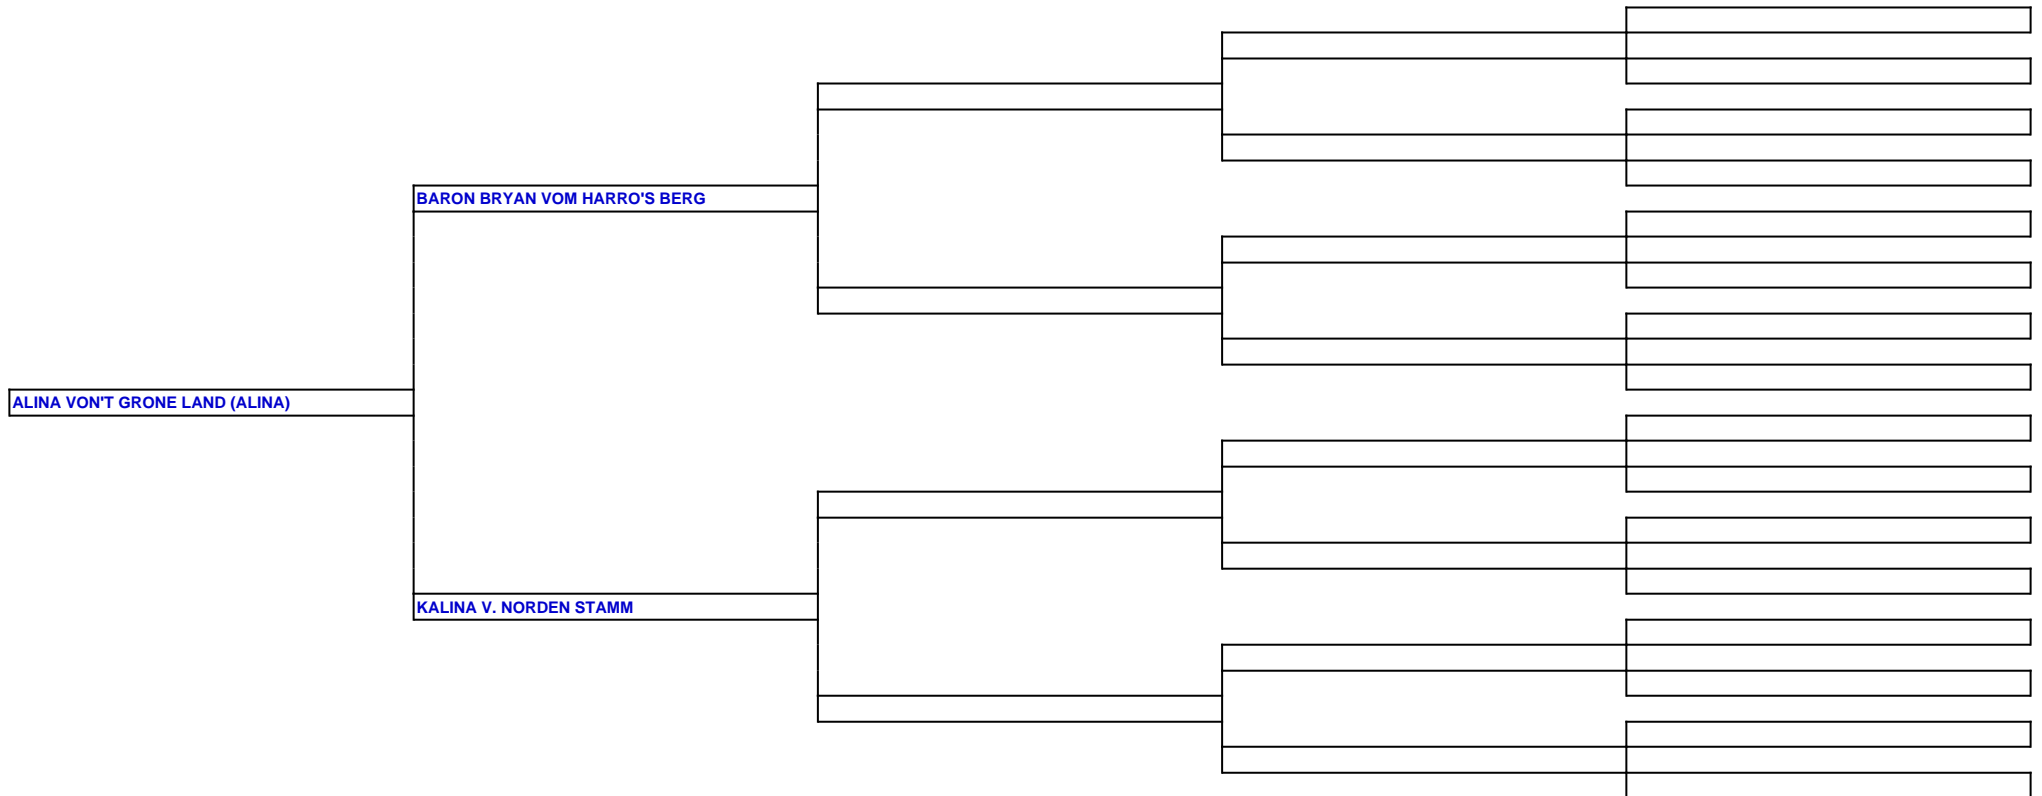 BARON BRYAN VOM HARRO'S BERG
ALINA VON'T GRONE LAND (ALINA)
KALINA V. NORDEN STAMM